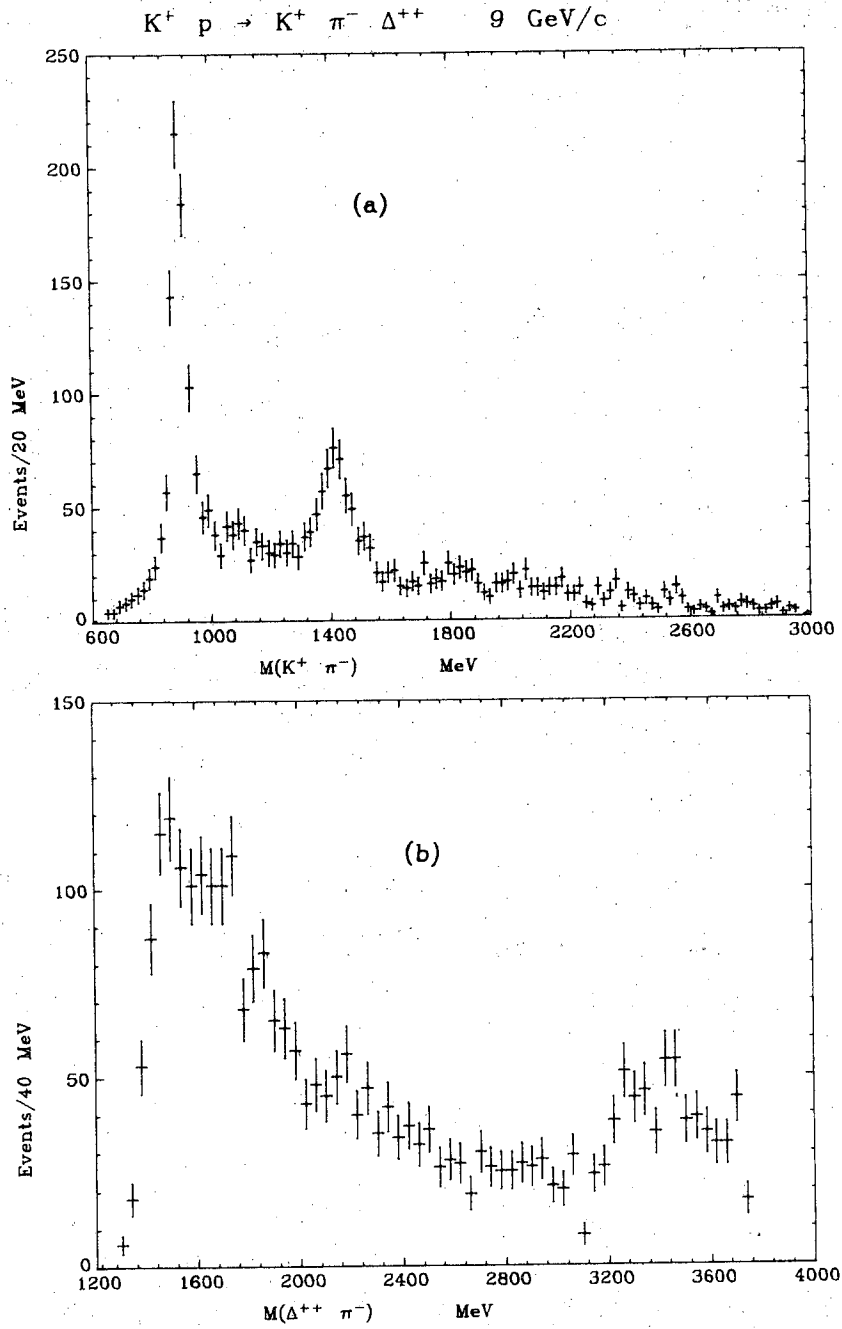 K⁺ p → K⁺ π⁻ Δ⁺⁺ 9 GeV/c
250
200
150
100
50
0
Events/20 MeV
(a)
600 1000 1400 1800 2200 2600 3000
M(K⁺ π⁻) MeV
150
100
50
0
Events/40 MeV
(b)
1200 1600 2000 2400 2800 3200 3600 4000
M(Δ⁺⁺ π⁻) MeV